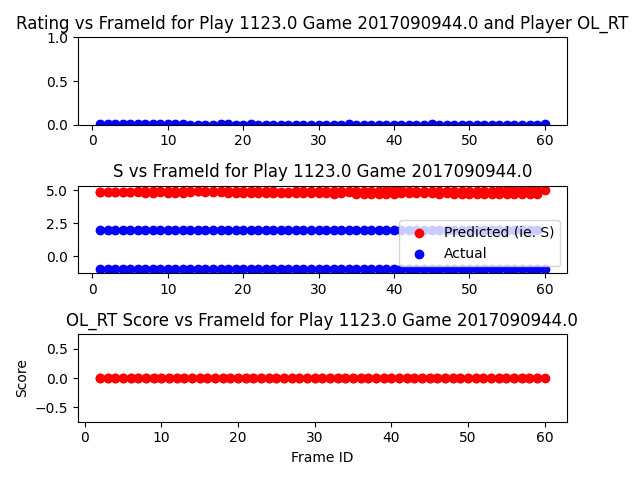 Rating vs FrameId for Play 1123.0 Game 2017090944.0 and Player OL_RT
1.0
0.5
0.0
0 10 20 30 40 50 60
S vs FrameId for Play 1123.0 Game 2017090944.0
5.0
2.5
0.0
Predicted (ie. S)
Actual
0 10 20 30 40 50 60
OL_RT Score vs FrameId for Play 1123.0 Game 2017090944.0
Score
0.5
0.0
−0.5
0 10 20 30 40 50 60
Frame ID